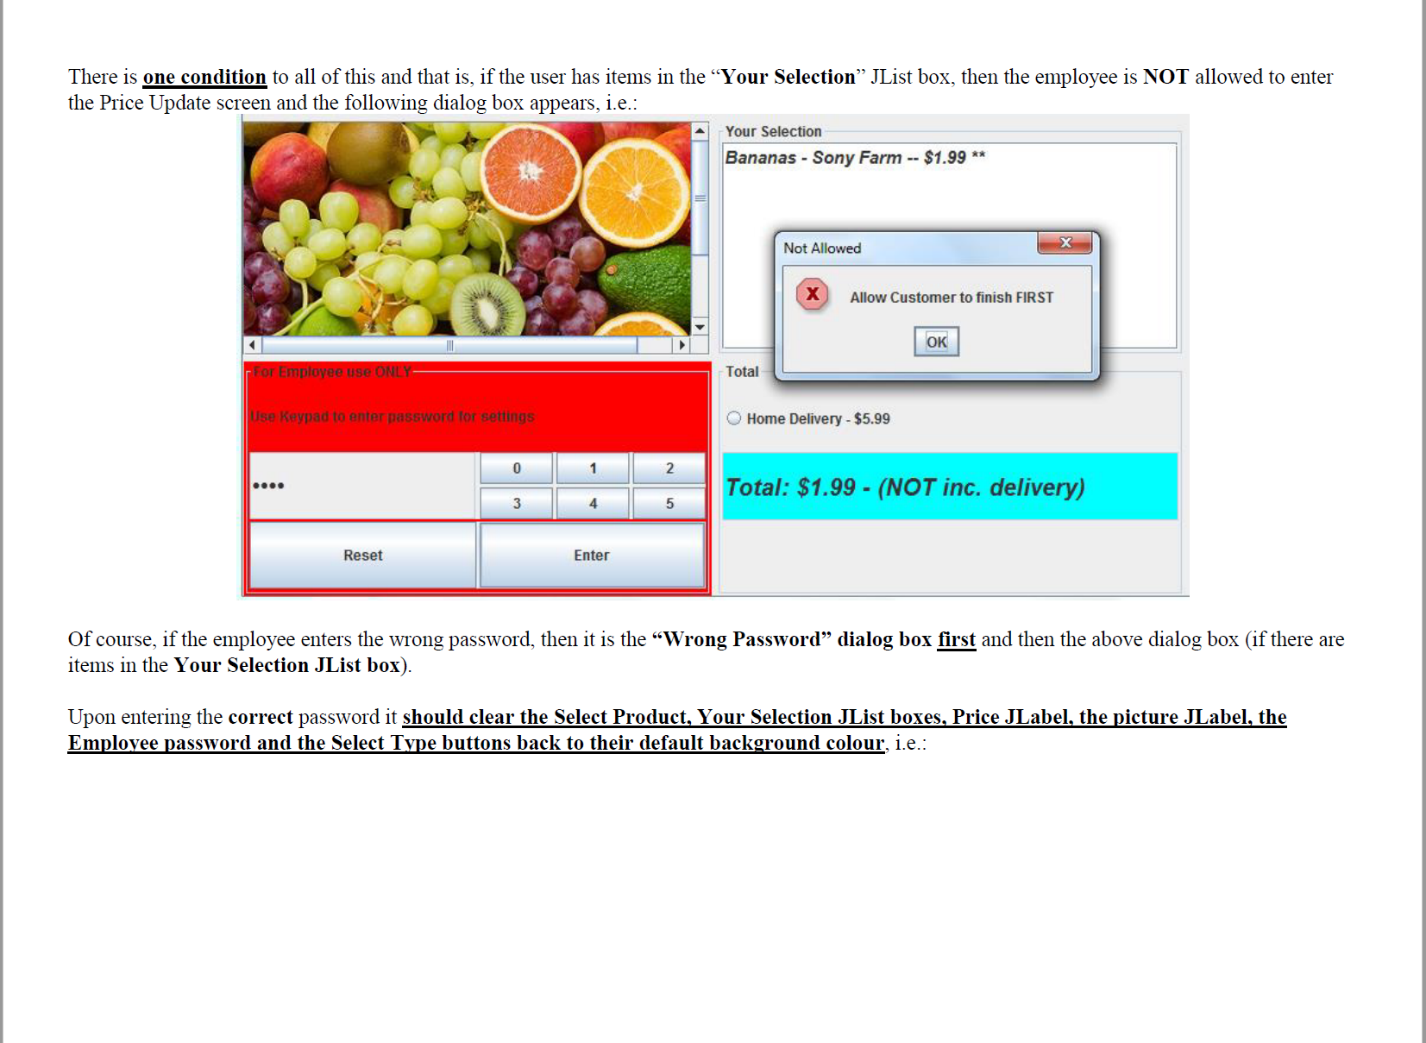 There is one condition to all of this and that is, if the user has items in the “Your Selection” JList box, then the employee is NOT allowed to enter
the Price Update screen and the following dialog box appears, i.e.:
Your Selection
Bananas - Sony Farm -- $1.99 **
Not Allowed
Allow Customer to finish FIRST
OK
For Employee use ONLY
Use Keypad to enter password for settings
0 1 2
3 4 5
Reset
Enter
Total
Home Delivery - $5.99
Total: $1.99 - (NOT inc. delivery)
Of course, if the employee enters the wrong password, then it is the “Wrong Password” dialog box first and then the above dialog box (if there are
items in the Your Selection JList box).
Upon entering the correct password it should clear the Select Product, Your Selection JList boxes, Price JLabel, the picture JLabel, the
Employee password and the Select Type buttons back to their default background colour, i.e.: